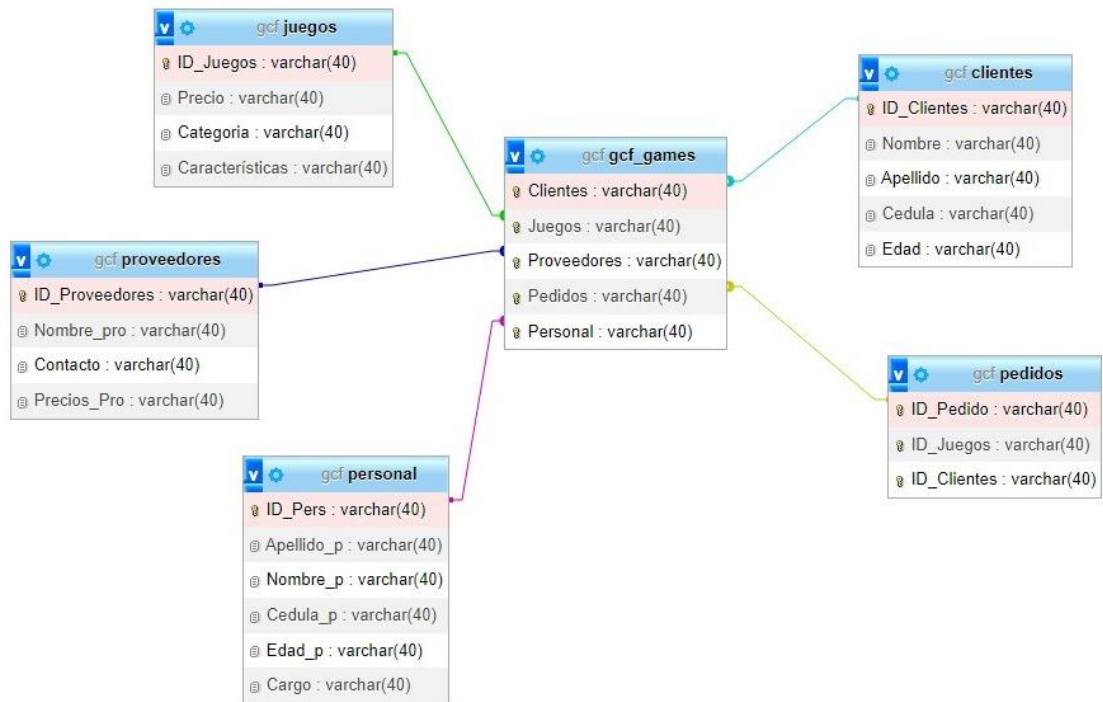 gcf juegos
ID_Juegos : varchar(40)
Precio : varchar(40)
Categoria : varchar(40)
Características : varchar(40)
gcf clientes
ID_Clientes : varchar(40)
Nombre : varchar(40)
Apellido : varchar(40)
Cedula : varchar(40)
Edad : varchar(40)
gcf gcf_games
Clientes : varchar(40)
Juegos : varchar(40)
Proveedores : varchar(40)
Pedidos : varchar(40)
Personal : varchar(40)
gcf proveedores
ID_Proveedores : varchar(40)
Nombre_pro : varchar(40)
Contacto : varchar(40)
Precios_Pro : varchar(40)
gcf pedidos
ID_Pedido : varchar(40)
ID_Juegos : varchar(40)
ID_Clientes : varchar(40)
gcf personal
ID_Pers : varchar(40)
Apellido_p : varchar(40)
Nombre_p : varchar(40)
Cedula_p : varchar(40)
Edad_p : varchar(40)
Cargo : varchar(40)